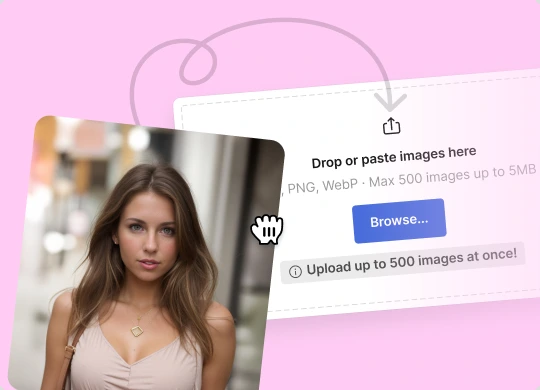 Drop or paste images here
, PNG, WebP · Max 500 images up to 5MB
Browse...
Upload up to 500 images at once!